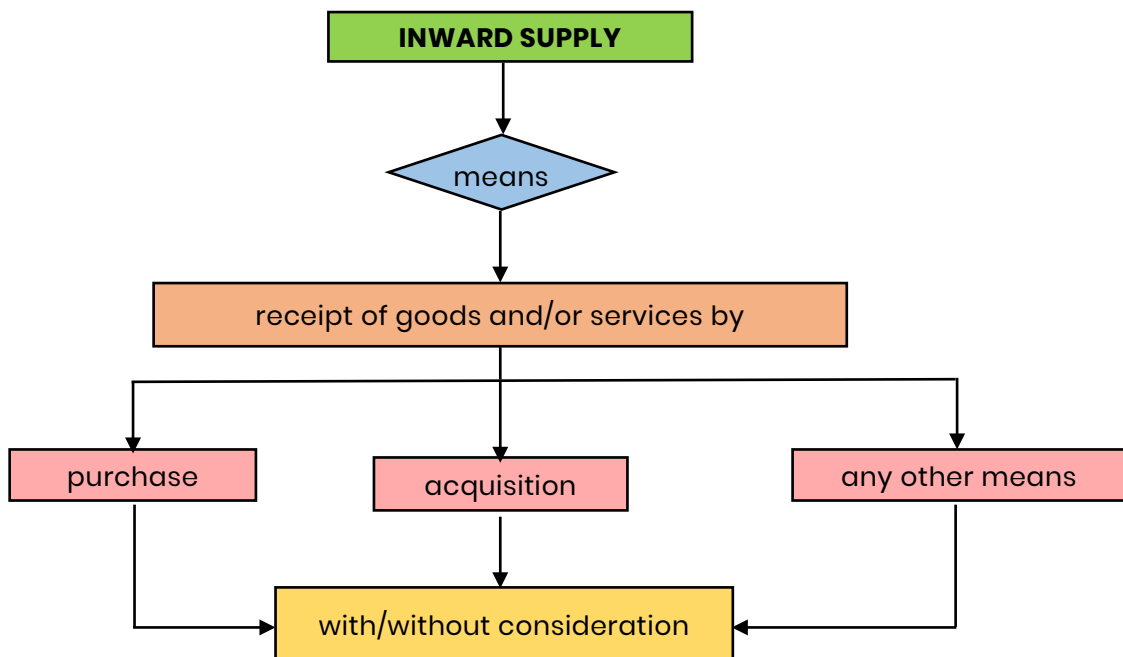 INWARD SUPPLY
means
receipt of goods and/or services by
purchase
acquisition
any other means
with/without consideration